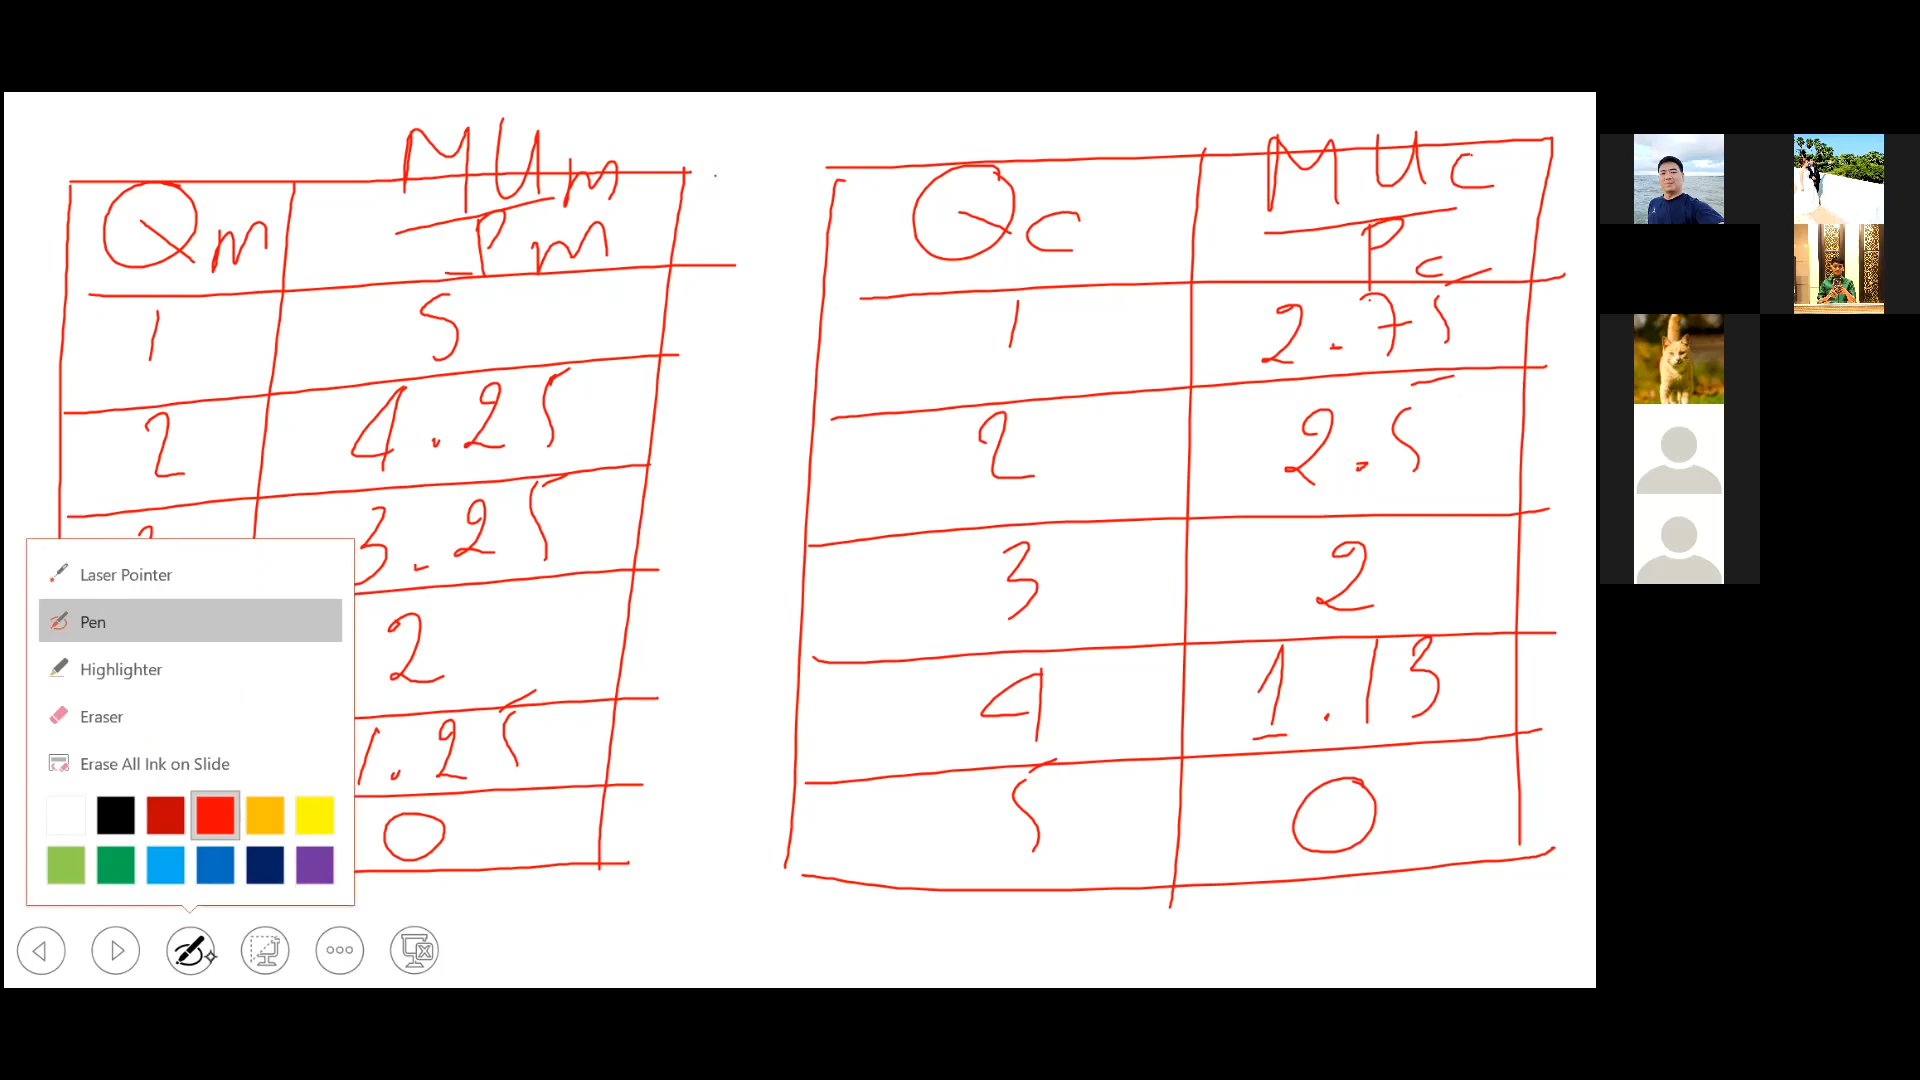 Qm MUm/Pm
1 5
2 4.25
3.25
2
1.25
0
Qc MUc/Pc
1 2.75
2 2.5
3 2
4 1.13
5 0
Laser Pointer
Pen
Highlighter
Eraser
Erase All Ink on Slide